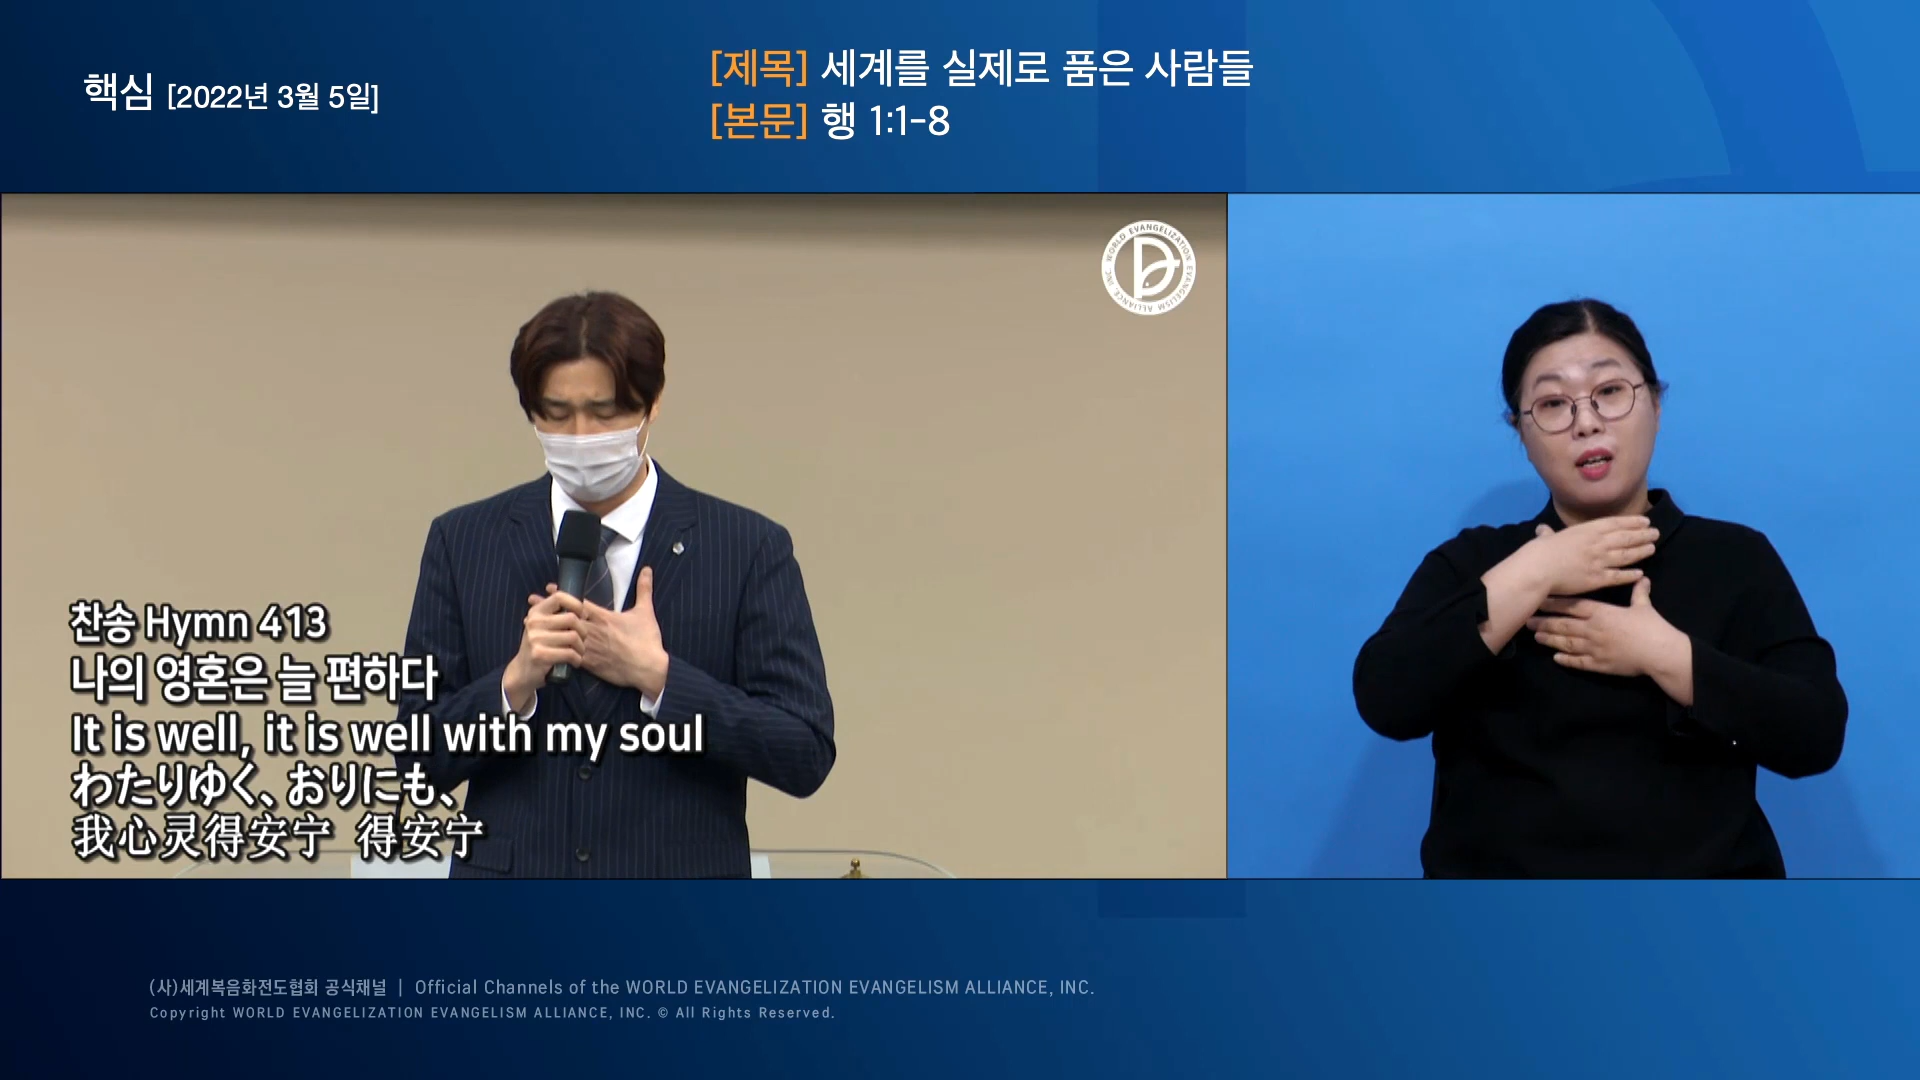 핵심 [2022년 3월 5일]
[제목] 세계를 실제로 품은 사람들
[본문] 행 1:1-8
WORLD EVANGELIZATION EVANGELISM ALLIANCE, INC.
찬송 Hymn 413
나의 영혼은 늘 편하다
It is well, it is well with my soul
わたりゆく、おりにも、
我心灵得安宁 得安宁
(사)세계복음화전도협회 공식채널 | Official Channels of the WORLD EVANGELIZATION EVANGELISM ALLIANCE, INC.
Copyright WORLD EVANGELIZATION EVANGELISM ALLIANCE, INC. © All Rights Reserved.